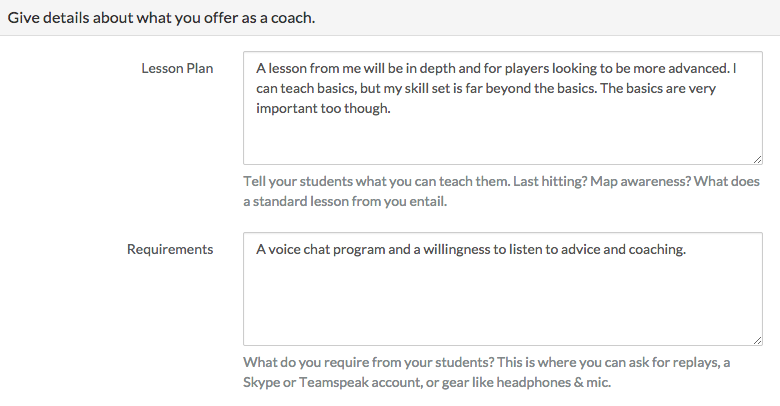 Give details about what you offer as a coach.
Lesson Plan
A lesson from me will be in depth and for players looking to be more advanced. I
can teach basics, but my skill set is far beyond the basics. The basics are very
important too though.
Tell your students what you can teach them. Last hitting? Map awareness? What does
a standard lesson from you entail.
Requirements
A voice chat program and a willingness to listen to advice and coaching.
What do you require from your students? This is where you can ask for replays, a
Skype or Teamspeak account, or gear like headphones & mic.